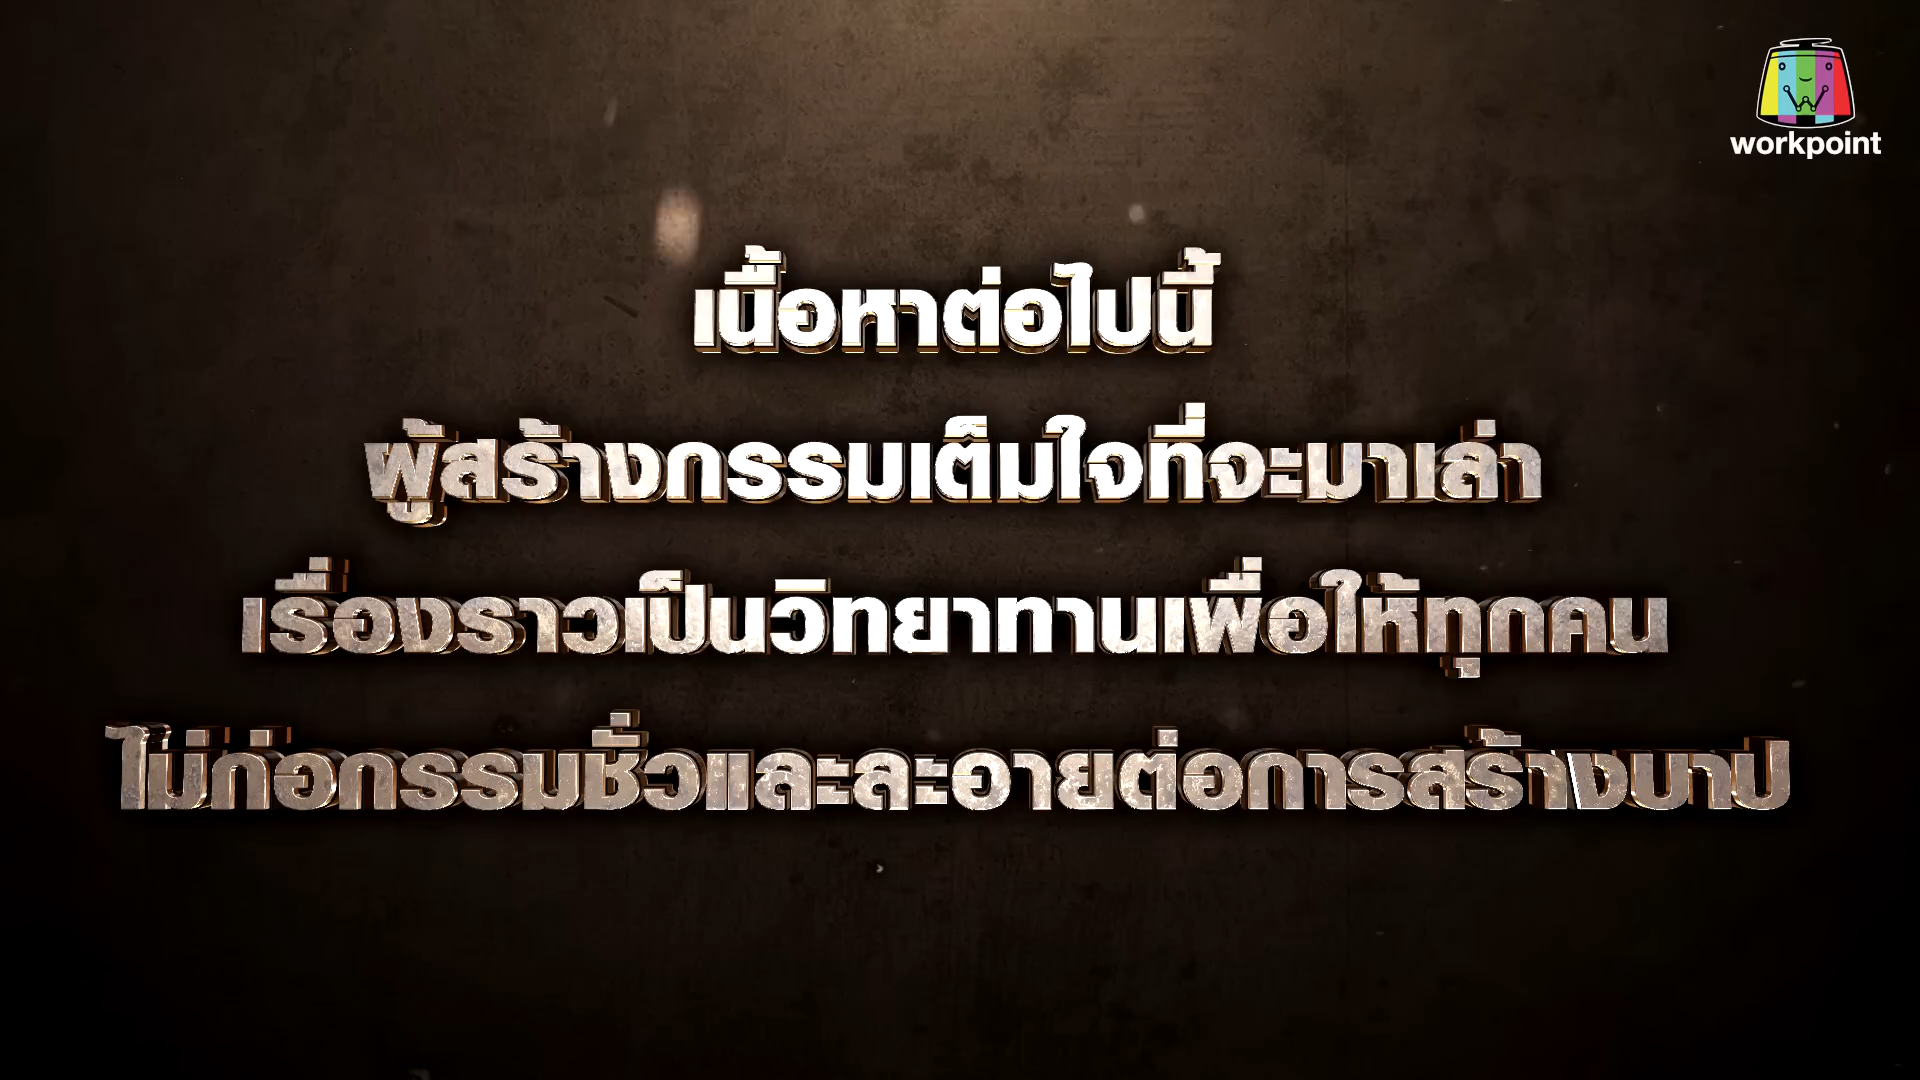 workpoint
เนื้อหาต่อไปนี้
ผู้สร้างกรรมเต็มใจที่จะมาเล่า
เรื่องราวเป็นวิทยาทานเพื่อให้ทุกคน
ไม่ก่อกรรมชั่วและละอายต่อการสร้างบาป